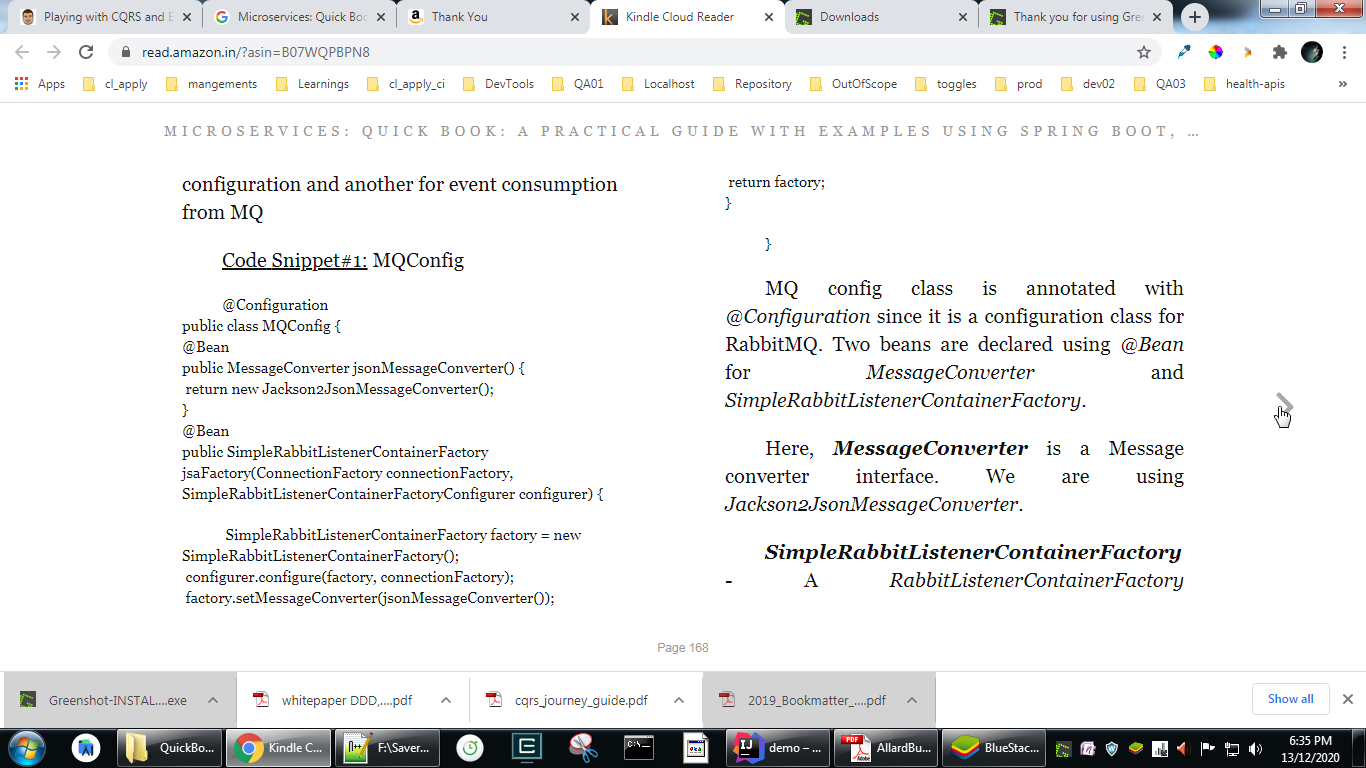 Playing with CQRS and E
Microservices: Quick Boo
Thank You
Kindle Cloud Reader
Downloads
Thank you for using Gre
read.amazon.in/?asin=B07WQPBPN8
Apps
cl_apply
mangements
Learnings
cl_apply_ci
DevTools
QA01
Localhost
Repository
OutOfScope
toggles
prod
dev02
QA03
health-apis
»
MICROSERVICES: QUICK BOOK: A PRACTICAL GUIDE WITH EXAMPLES USING SPRING BOOT, …
configuration and another for event consumption
from MQ
Code Snippet#1: MQConfig
@Configuration
public class MQConfig {
@Bean
public MessageConverter jsonMessageConverter() {
return new Jackson2JsonMessageConverter();
}
@Bean
public SimpleRabbitListenerContainerFactory
jsaFactory(ConnectionFactory connectionFactory,
SimpleRabbitListenerContainerFactoryConfigurer configurer) {
SimpleRabbitListenerContainerFactory factory = new
SimpleRabbitListenerContainerFactory();
configurer.configure(factory, connectionFactory);
factory.setMessageConverter(jsonMessageConverter());
return factory;
}
}
MQ config class is annotated with
@Configuration since it is a configuration class for
RabbitMQ. Two beans are declared using @Bean
for MessageConverter and
SimpleRabbitListenerContainerFactory.
Here, MessageConverter is a Message
converter interface. We are using
Jackson2JsonMessageConverter.
SimpleRabbitListenerContainerFactory
- A RabbitListenerContainerFactory
Page 168
Greenshot-INSTAL....exe
whitepaper DDD,....pdf
cqrs_journey_guide.pdf
2019_Bookmatter_....pdf
Show all
QuickBo...
Kindle C...
F:\Saver...
demo – ...
AllardBu...
BlueStac...
6:35 PM
13/12/2020